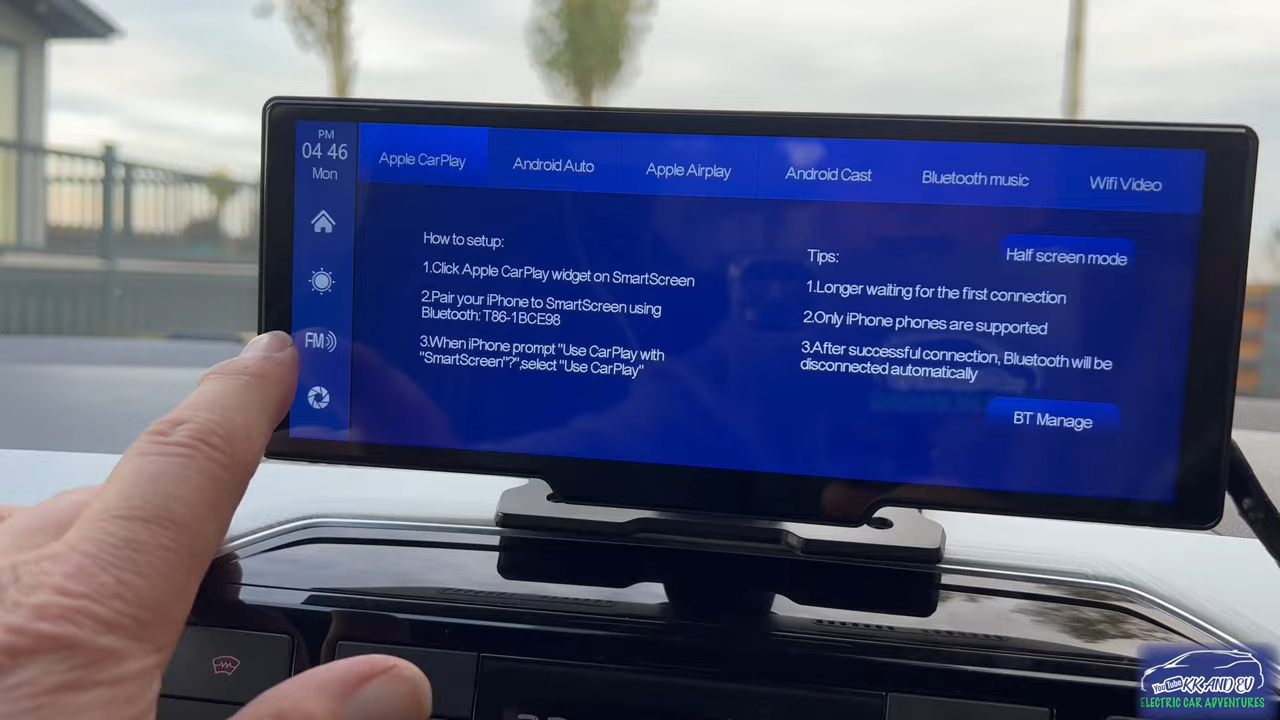 PM
04 46
Mon
FM
Apple CarPlay
Android Auto
Apple Airplay
Android Cast
Bluetooth music
Wifi Video
How to setup:
1.Click Apple CarPlay widget on SmartScreen
2.Pair your iPhone to SmartScreen using
Bluetooth: T86-1BCE98
3.When iPhone prompt "Use CarPlay with
"SmartScreen"?",select "Use CarPlay"
Tips:
Half screen mode
1.Longer waiting for the first connection
2.Only iPhone phones are supported
3.After successful connection, Bluetooth will be
disconnected automatically
BT Manage
YouTube KK AND EV
ELECTRIC CAR ADVENTURES